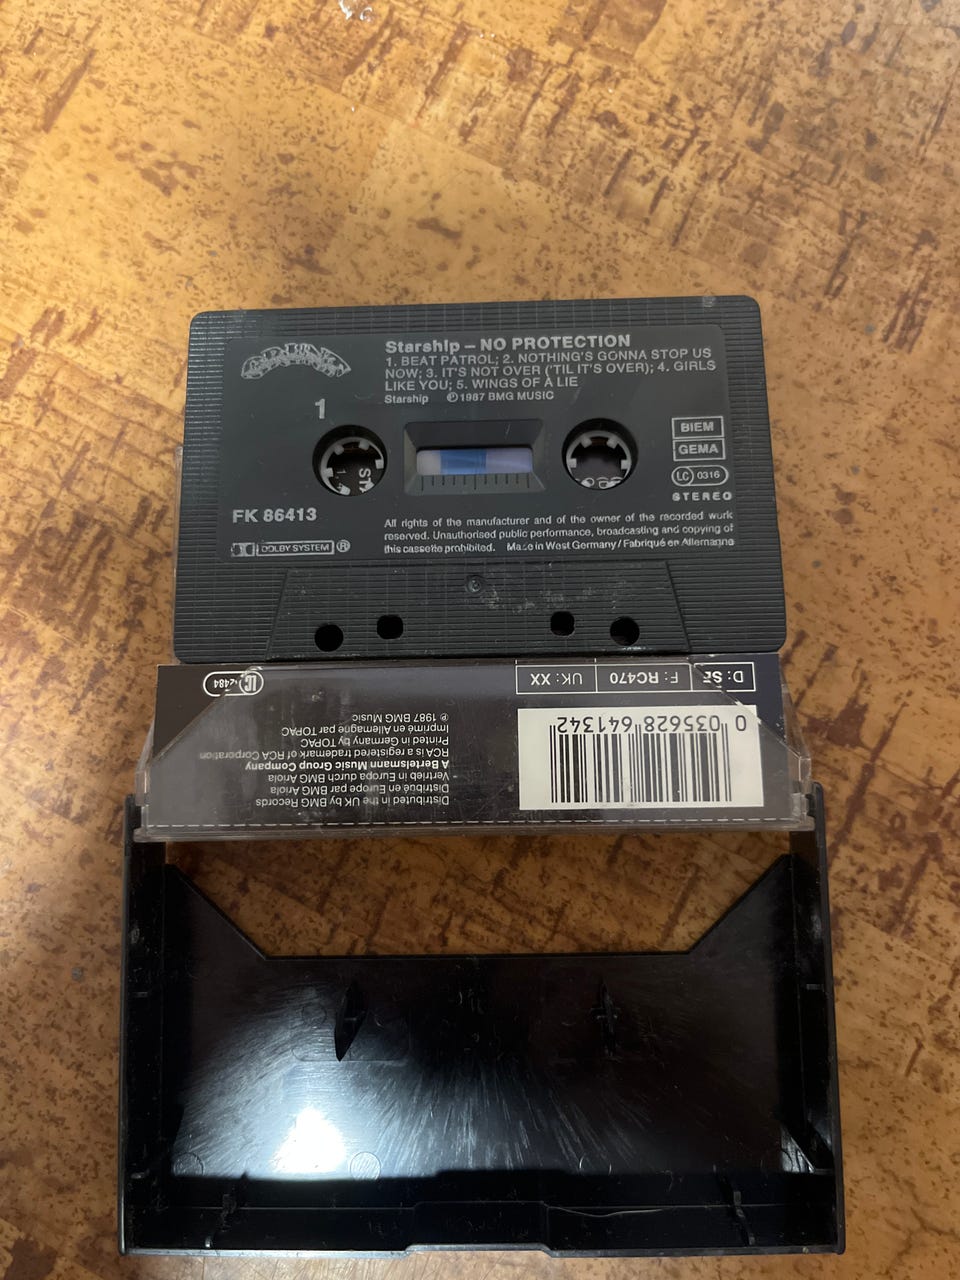 GRUNT
Starship – NO PROTECTION
1. BEAT PATROL; 2. NOTHING'S GONNA STOP US
NOW; 3. IT'S NOT OVER ('TIL IT'S OVER); 4. GIRLS
LIKE YOU; 5. WINGS OF A LIE
Starship ℗1987 BMG MUSIC
1
BIEM
GEMA
LC 0316
STEREO
FK 86413
DOLBY SYSTEM ®
All rights of the manufacturer and of the owner of the recorded work
reserved. Unauthorised public performance, broadcasting and copying of
this cassette prohibited. Made in West Germany / Fabriqué en Allemagne
D: SE F: RC470 UK: XX
0 035628 641342
Distributed in the UK by BMG Records
Distribué en Europe par BMG Ariola
Vertrieb in Europa durch BMG Ariola
A Bertelsmann Music Group Company
RCA is a registered trademark of RCA Corporation
Printed in Germany by TOPAC
Imprimé en Allemagne par TOPAC
℗ 1987 BMG Music